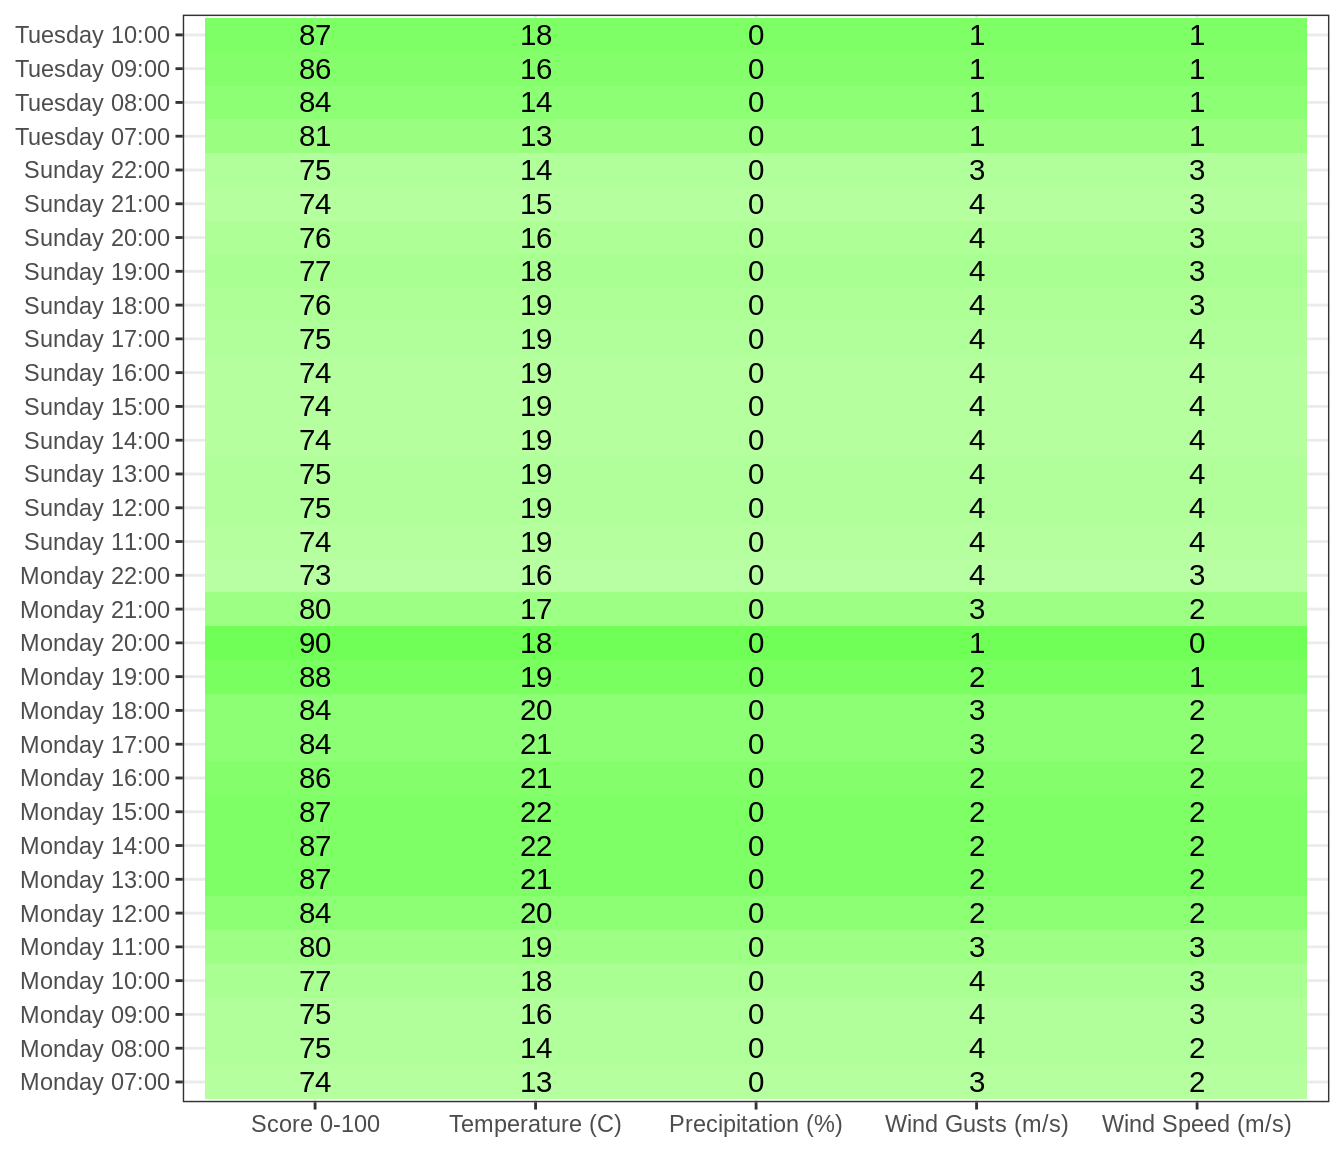 Tuesday 10:00 87 18 0 1 1
Tuesday 09:00 86 16 0 1 1
Tuesday 08:00 84 14 0 1 1
Tuesday 07:00 81 13 0 1 1
Sunday 22:00 75 14 0 3 3
Sunday 21:00 74 15 0 4 3
Sunday 20:00 76 16 0 4 3
Sunday 19:00 77 18 0 4 3
Sunday 18:00 76 19 0 4 3
Sunday 17:00 75 19 0 4 4
Sunday 16:00 74 19 0 4 4
Sunday 15:00 74 19 0 4 4
Sunday 14:00 74 19 0 4 4
Sunday 13:00 75 19 0 4 4
Sunday 12:00 75 19 0 4 4
Sunday 11:00 74 19 0 4 4
Monday 22:00 73 16 0 4 3
Monday 21:00 80 17 0 3 2
Monday 20:00 90 18 0 1 0
Monday 19:00 88 19 0 2 1
Monday 18:00 84 20 0 3 2
Monday 17:00 84 21 0 3 2
Monday 16:00 86 21 0 2 2
Monday 15:00 87 22 0 2 2
Monday 14:00 87 22 0 2 2
Monday 13:00 87 21 0 2 2
Monday 12:00 84 20 0 2 2
Monday 11:00 80 19 0 3 3
Monday 10:00 77 18 0 4 3
Monday 09:00 75 16 0 4 3
Monday 08:00 75 14 0 4 2
Monday 07:00 74 13 0 3 2
Score 0-100 Temperature (C) Precipitation (%) Wind Gusts (m/s) Wind Speed (m/s)